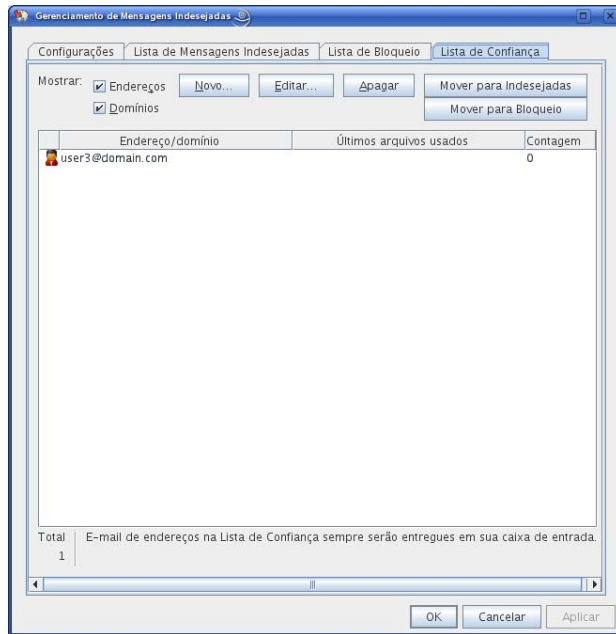 Gerenciamento de Mensagens Indesejadas
Configurações Lista de Mensagens Indesejadas Lista de Bloqueio Lista de Confiança
Mostrar: Endereços Novo... Editar... Apagar Mover para Indesejadas
Domínios Mover para Bloqueio
Endereço/domínio Últimos arquivos usados Contagem
user3@domain.com 0
Total E-mail de endereços na Lista de Confiança sempre serão entregues em sua caixa de entrada.
1
OK Cancelar Aplicar